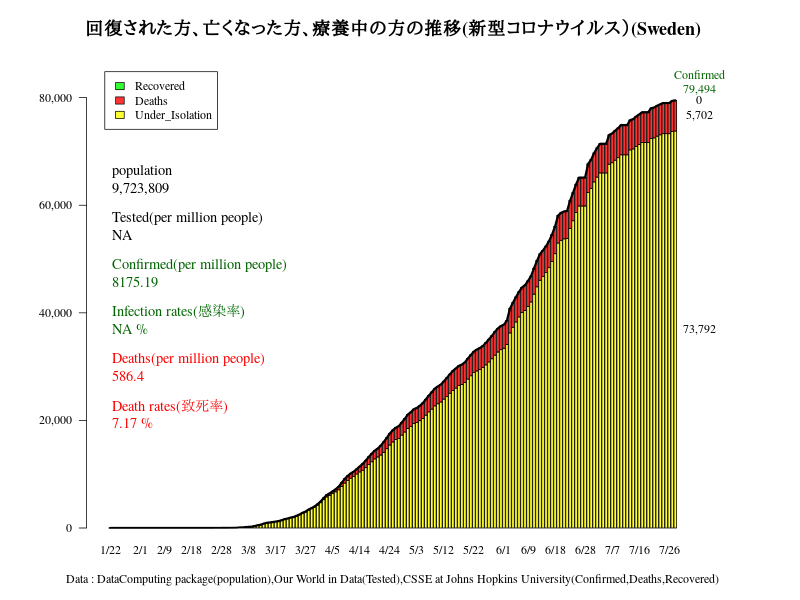 回復された方、亡くなった方、療養中の方の推移(新型コロナウイルス)(Sweden)
Confirmed
79,494
0
5,702
73,792
Recovered
Deaths
Under_Isolation
population
9,723,809
Tested(per million people)
NA
Confirmed(per million people)
8175.19
Infection rates(感染率)
NA %
Deaths(per million people)
586.4
Death rates(致死率)
7.17 %
80,000
60,000
40,000
20,000
0
1/22 2/1 2/9 2/18 2/28 3/8 3/17 3/27 4/5 4/14 4/24 5/3 5/12 5/22 6/1 6/9 6/18 6/28 7/7 7/16 7/26
Data : DataComputing package(population),Our World in Data(Tested),CSSE at Johns Hopkins University(Confirmed,Deaths,Recovered)